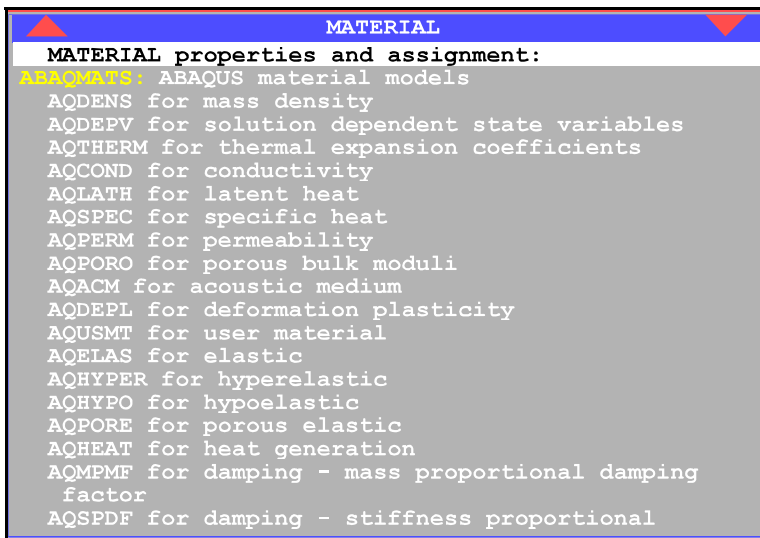 MATERIAL
MATERIAL properties and assignment:
ABAQMATS: ABAQUS material models
AQDENS for mass density
AQDEPV for solution dependent state variables
AQTHERM for thermal expansion coefficients
AQCOND for conductivity
AQLATH for latent heat
AQSPEC for specific heat
AQPERM for permeability
AQPORO for porous bulk moduli
AQACM for acoustic medium
AQDEPL for deformation plasticity
AQUSMT for user material
AQELAS for elastic
AQHYPER for hyperelastic
AQHYPO for hypoelastic
AQPORE for porous elastic
AQHEAT for heat generation
AQMPMF for damping - mass proportional damping
factor
AQSPDF for damping - stiffness proportional